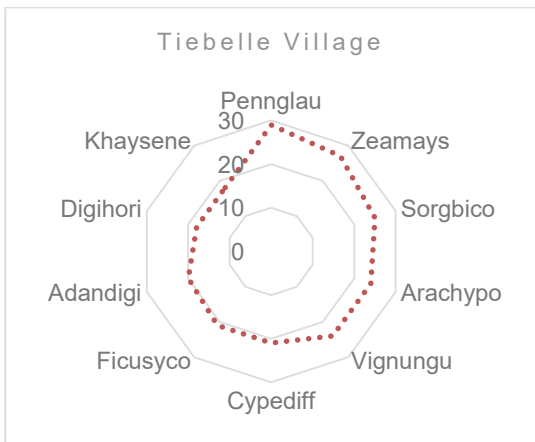 Tiebelle Village
Pennglau
30
Khaysene
Zeamays
20
Digihori
10
Sorgbico
0
Adandigi
Arachypo
Ficusyco
Vignungu
Cypediff